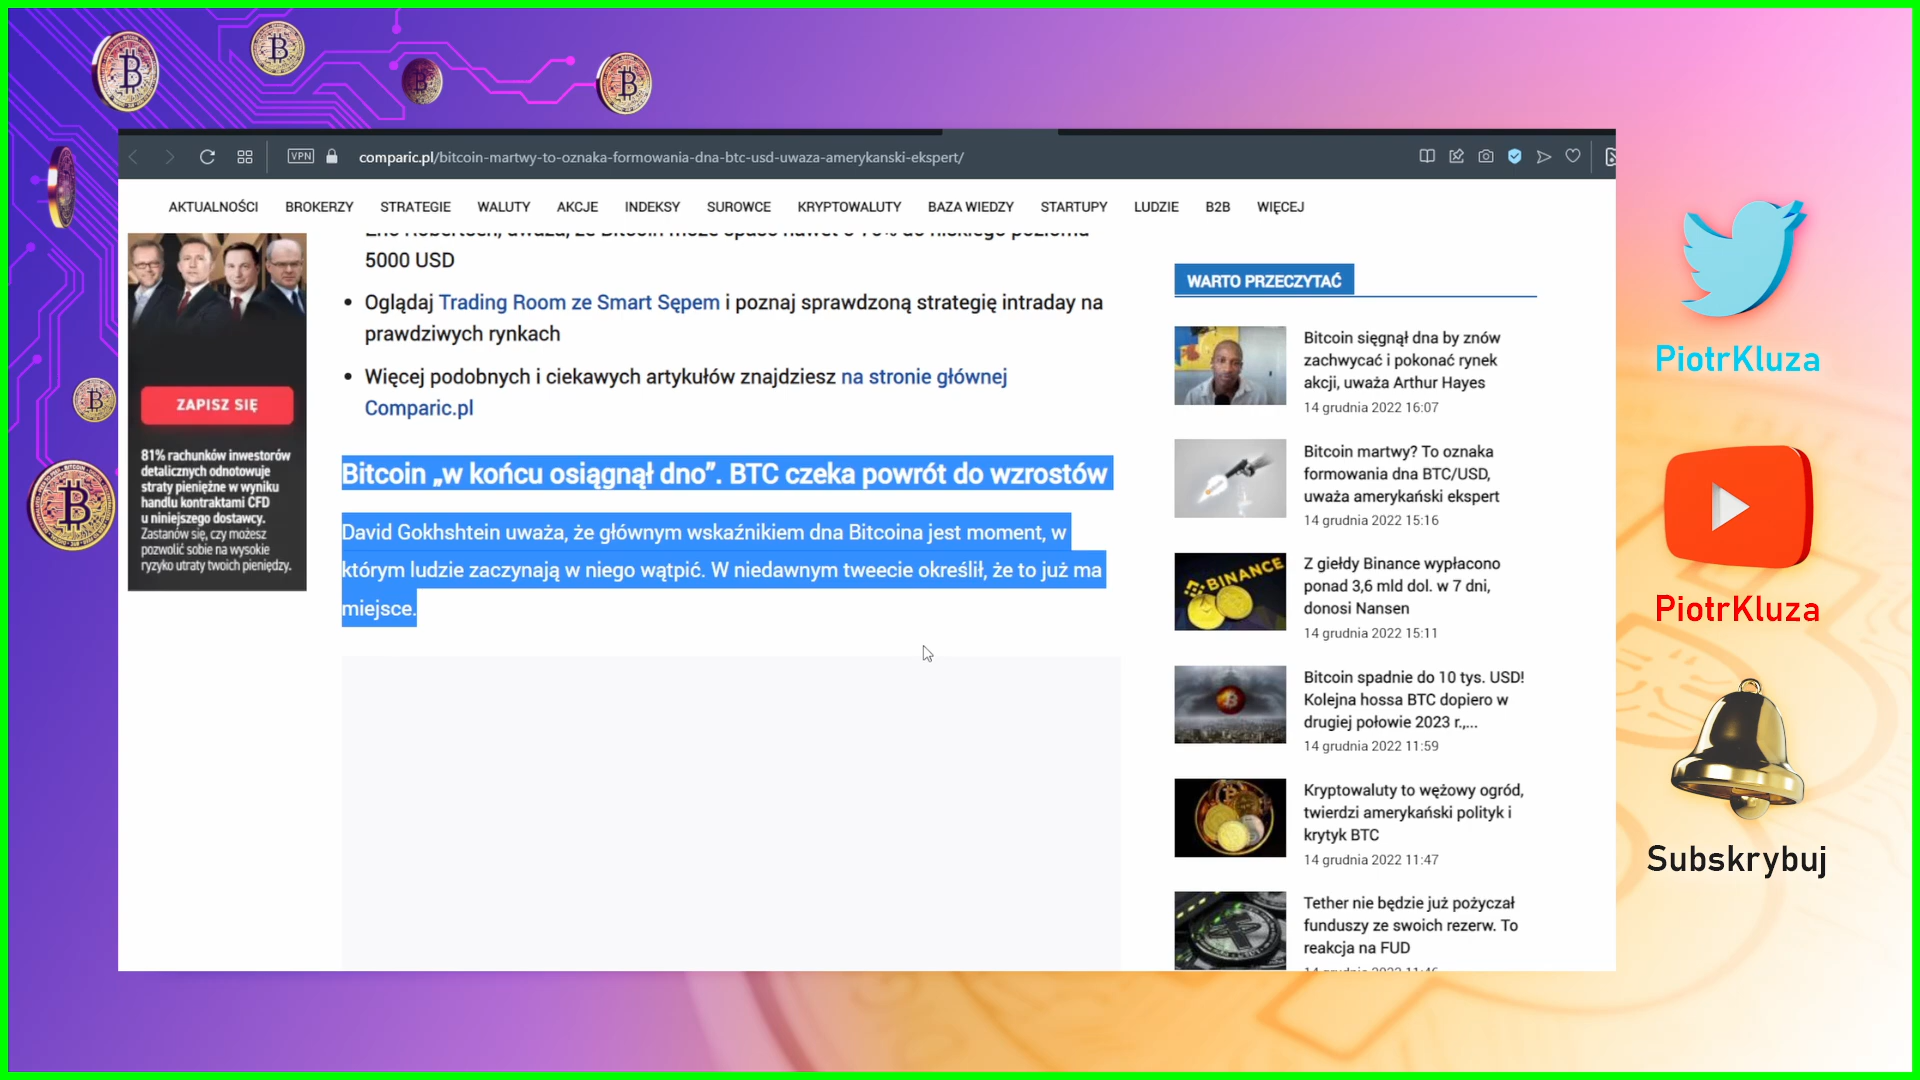 VPN
comparic.pl/bitcoin-martwy-to-oznaka-formowania-dna-btc-usd-uwaza-amerykanski-ekspert/
AKTUALNOŚCI BROKERZY STRATEGIE WALUTY AKCJE INDEKSY SUROWCE KRYPTOWALUTY BAZA WIEDZY STARTUPY LUDZIE B2B WIĘCEJ
ZAPISZ SIĘ
81% rachunków inwestorów
detalicznych odnotowuje
straty pieniężne w wyniku
handlu kontraktami CFD
u niniejszego dostawcy.
Zastanów się, czy możesz
pozwolić sobie na wysokie
ryzyko utraty twoich pieniędzy.
5000 USD
• Oglądaj Trading Room ze Smart Sępem i poznaj sprawdzoną strategię intraday na
prawdziwych rynkach
• Więcej podobnych i ciekawych artykułów znajdziesz na stronie głównej
Comparic.pl
Bitcoin „w końcu osiągnął dno”. BTC czeka powrót do wzrostów
David Gokhshtein uważa, że głównym wskaźnikiem dna Bitcoina jest moment, w
którym ludzie zaczynają w niego wątpić. W niedawnym tweecie określił, że to już ma
miejsce.
WARTO PRZECZYTAĆ
Bitcoin sięgnął dna by znów
zachwycać i pokonać rynek
akcji, uważa Arthur Hayes
14 grudnia 2022 16:07
Bitcoin martwy? To oznaka
formowania dna BTC/USD,
uważa amerykański ekspert
14 grudnia 2022 15:16
BINANCE
Z giełdy Binance wypłacono
ponad 3,6 mld dol. w 7 dni,
donosi Nansen
14 grudnia 2022 15:11
Bitcoin spadnie do 10 tys. USD!
Kolejna hossa BTC dopiero w
drugiej połowie 2023 r.,...
14 grudnia 2022 11:59
Kryptowaluty to wężowy ogród,
twierdzi amerykański polityk i
krytyk BTC
14 grudnia 2022 11:47
Tether nie będzie już pożyczał
funduszy ze swoich rezerw. To
reakcja na FUD
PiotrKluza
PiotrKluza
Subskrybuj